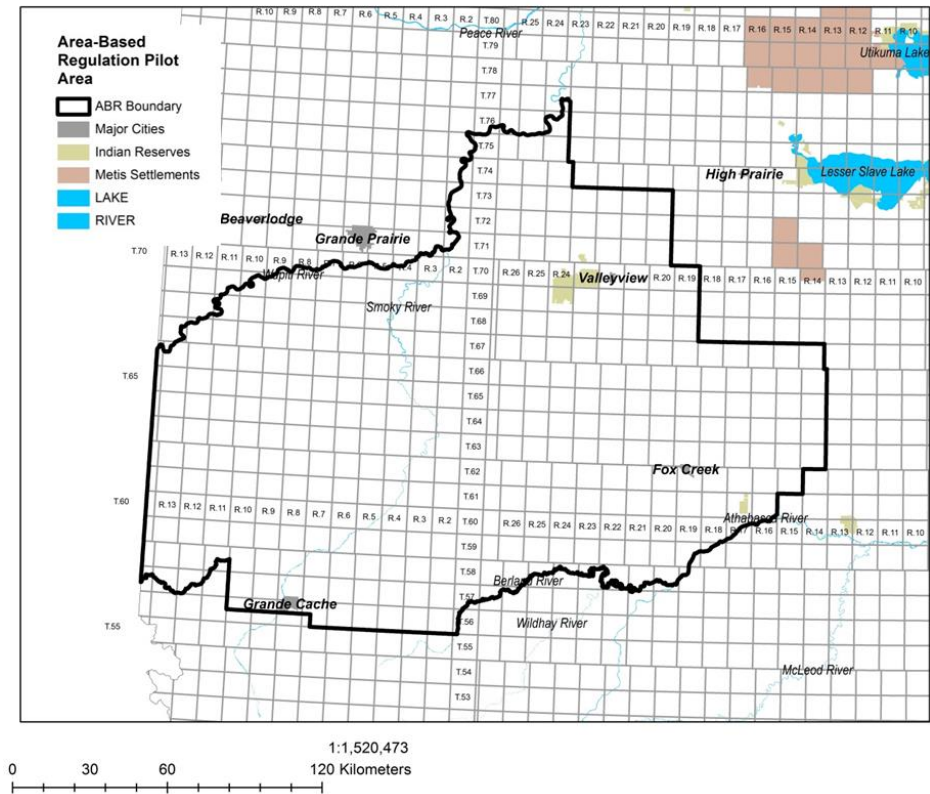 R.10 R.9 R.8 R.7 R.6 R.5 R.4 R.3 R.2 T.80 R.25 R.24 R.23 R.22 R.21 R.20 R.19 R.18 R.17 R.16 R.15 R.14 R.13 R.12 R.11 R.10
Peace River
T.79
Utikuma Lake
Area-Based
Regulation Pilot
Area
ABR Boundary
Major Cities
Indian Reserves
Metis Settlements
LAKE
RIVER
T.78
T.77
T.76
T.75
T.74
High Prairie
Lesser Slave Lake
T.73
T.72
Beaverlodge
Grande Prairie
T.71
T.70
R.13 R.12 R.11 R.10 R.9 R.8 R.4 R.3 R.2 T.70 R.26 R.25 R.24 Valleyview R.20 R.19 R.18 R.17 R.16 R.15 R.14 R.13 R.12 R.11 R.10
Wapiti River
T.69
Smoky River
T.68
T.67
T.66
T.65
T.65
T.64
T.63
T.62
Fox Creek
T.61
T.60
R.13 R.12 R.11 R.10 R.9 R.8 R.7 R.6 R.5 R.4 R.3 R.2 T.60 R.26 R.25 R.24 R.23 R.22 R.21 R.20 R.19 R.18 R.17 R.16 R.15 R.14 R.13 R.12 R.11 R.10
Athabasca River
T.59
T.58
Berland River
T.57
Grande Cache
T.56
Wildhay River
T.55
T.55
T.54
McLeod River
T.53
1:1,520,473
0 30 60 120 Kilometers